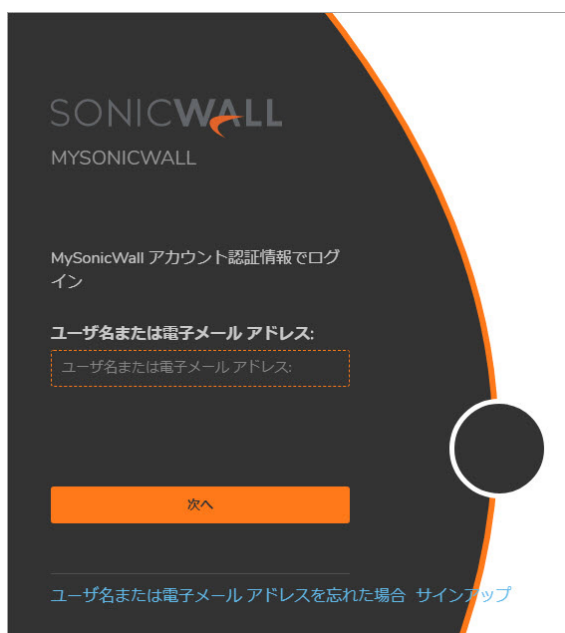 SONICWALL
MYSONICWALL
MySonicWall アカウント認証情報でログ
イン
ユーザ名または電子メール アドレス:
ユーザ名または電子メール アドレス:
次へ
ユーザ名または電子メール アドレスを忘れた場合 サインアップ